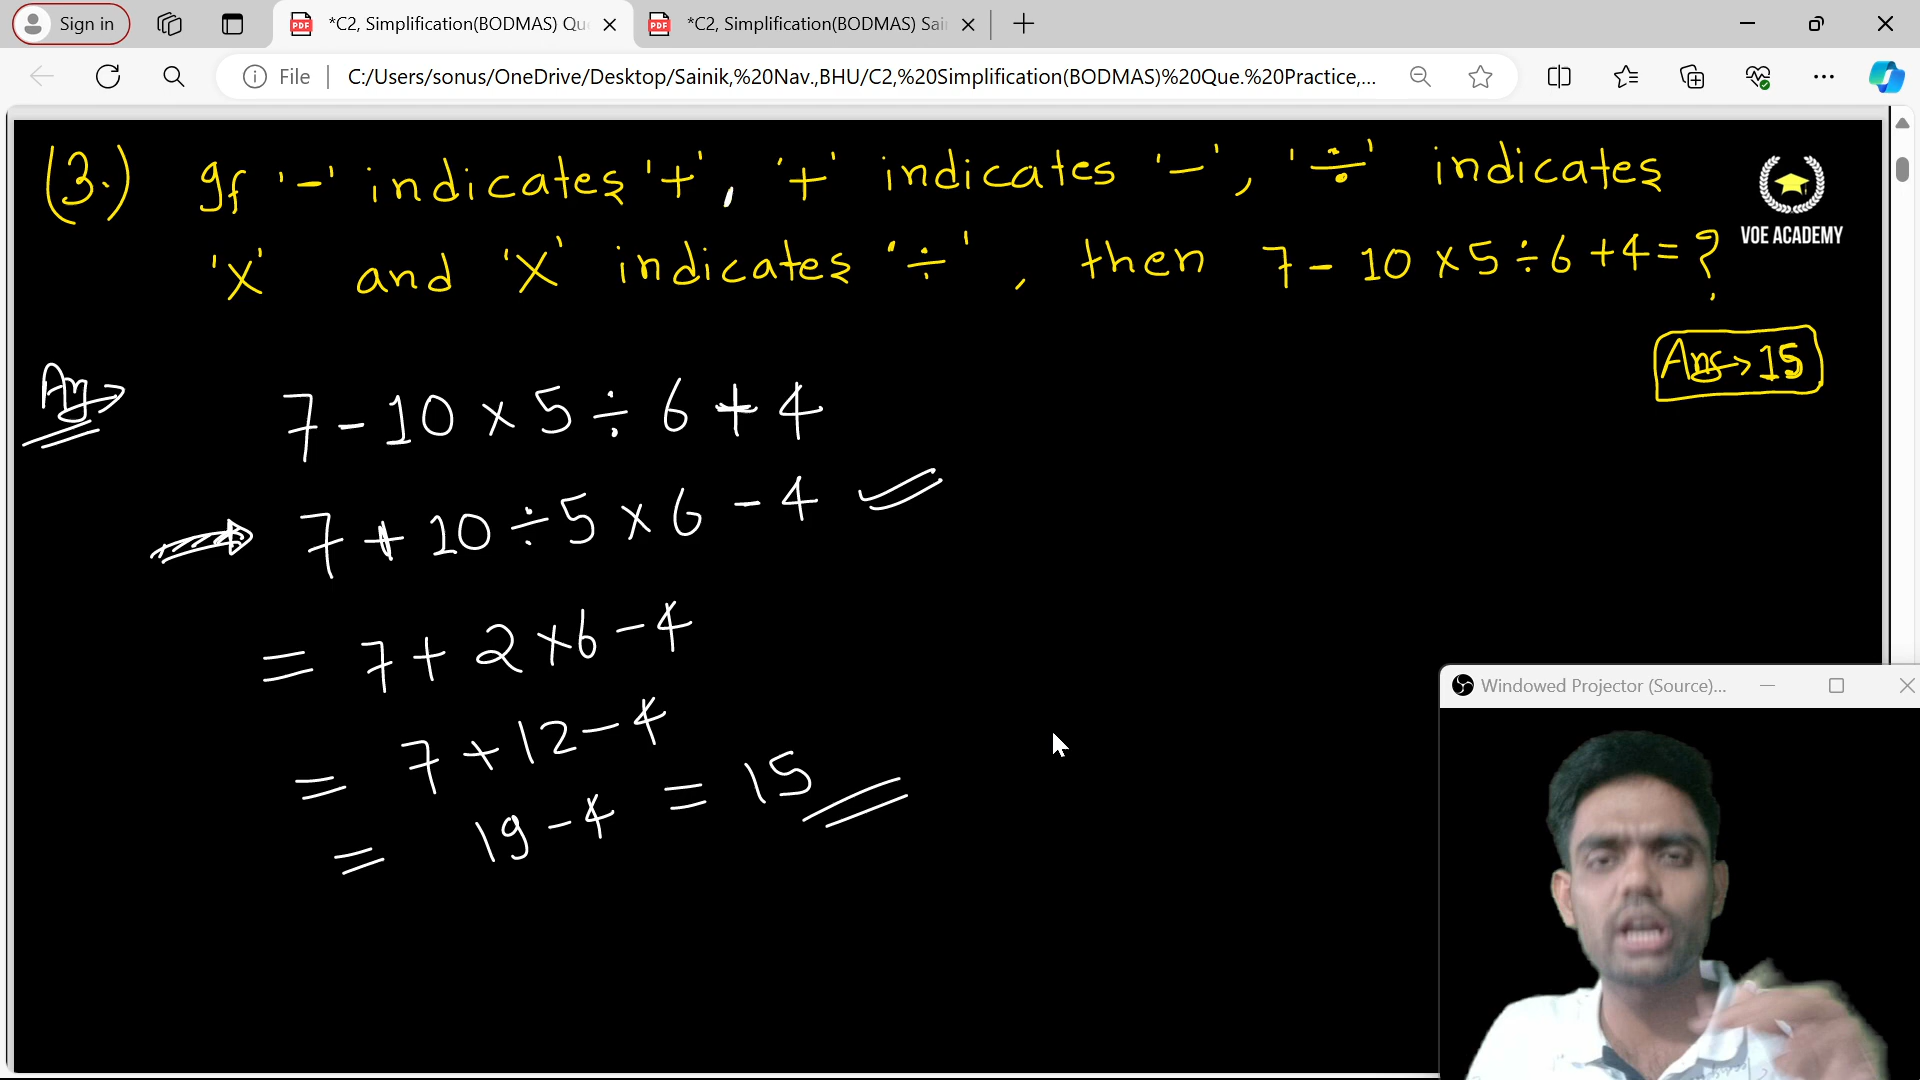 Sign in
*C2, Simplification(BODMAS) Qu
*C2, Simplification(BODMAS) Sai
File
C:/Users/sonus/OneDrive/Desktop/Sainik,%20Nav.,BHU/C2,%20Simplification(BODMAS)%20Que.%20Practice,...
(3.) If '-' indicates '+', '+' indicates '-', '÷' indicates
'X' and 'X' indicates '÷', then 7 - 10 × 5 ÷ 6 + 4 = ?
VOE ACADEMY
Ans → 15
An →
7 - 10 × 5 ÷ 6 + 4
7 + 10 ÷ 5 × 6 - 4
= 7 + 2 × 6 - 4
= 7 + 12 - 4
= 19 - 4 = 15
Windowed Projector (Source)...